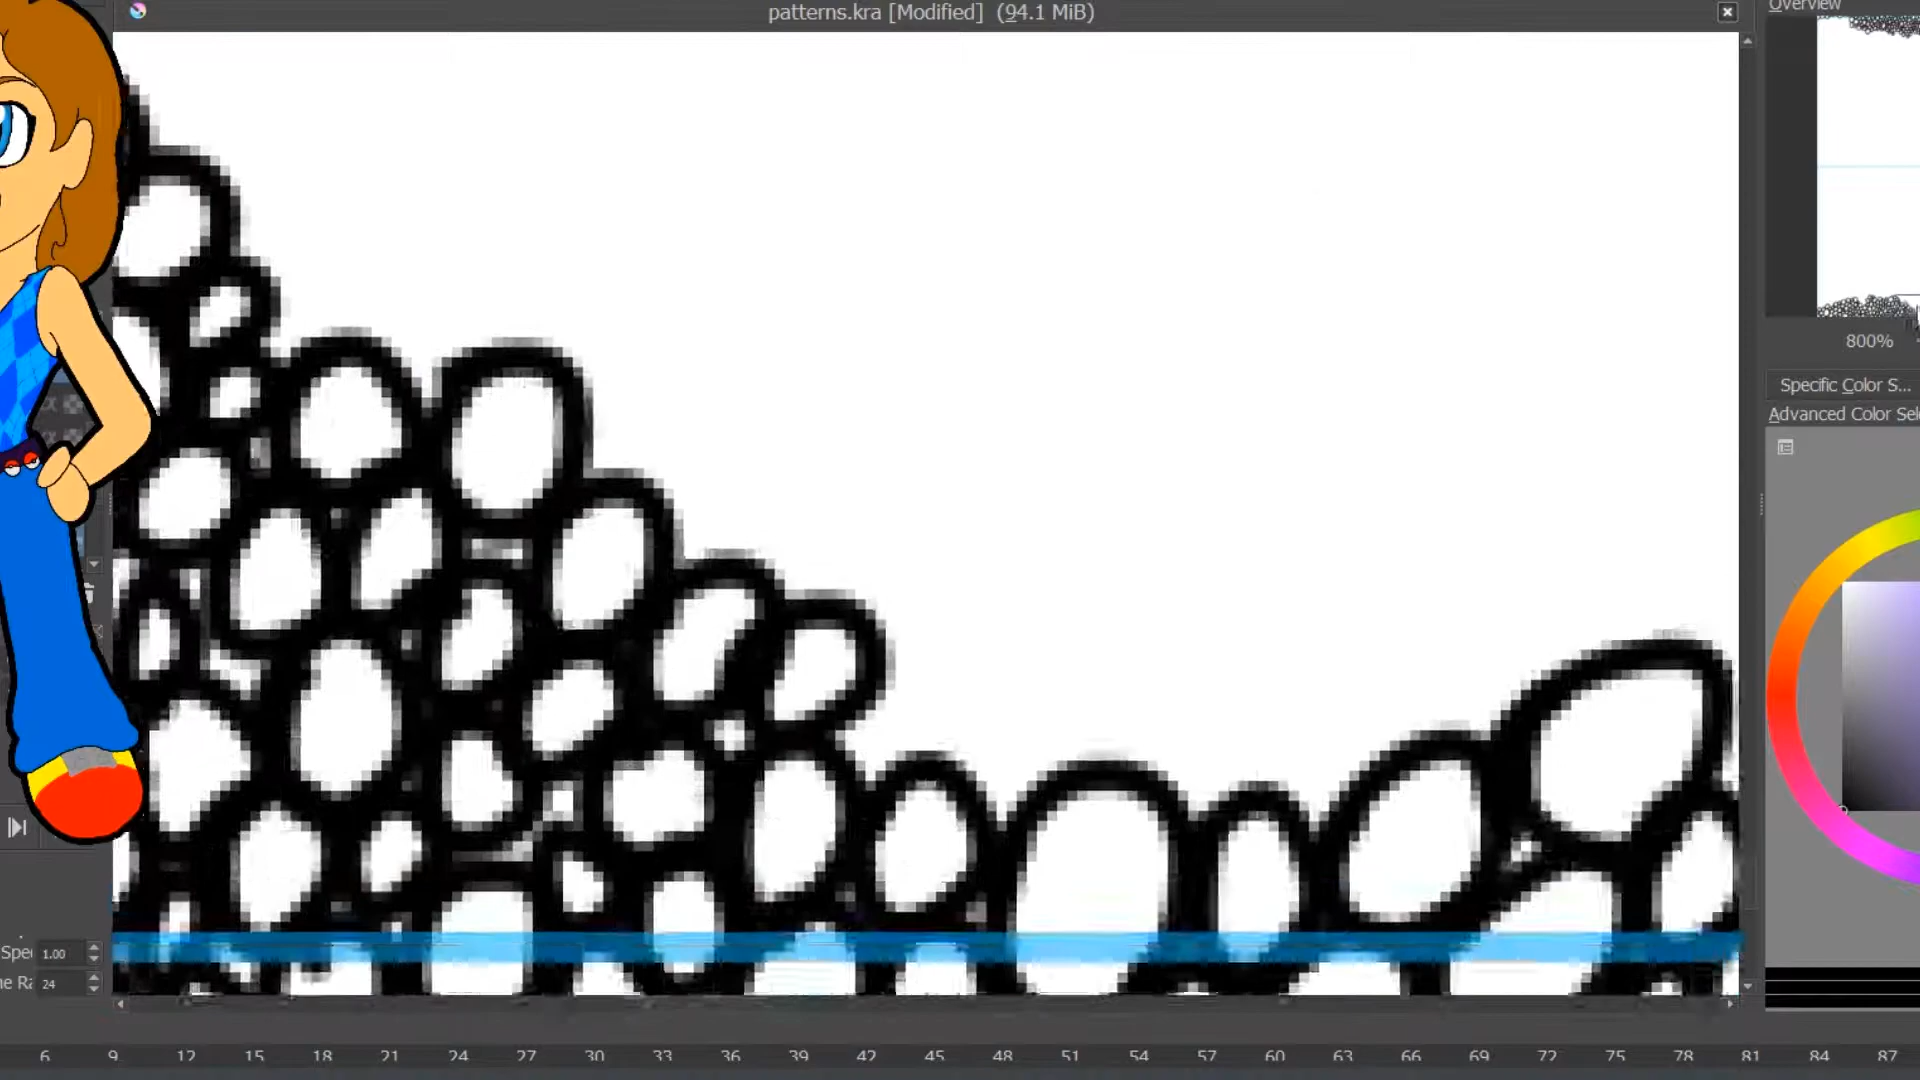 patterns.kra [Modified]  (94.1 MiB)
Overview
800%
Specific Color S...
Advanced Color Sel
Spe 1.00
ne Ra 24
6 9 12 15 18 21 24 27 30 33 36 39 42 45 48 51 54 57 60 63 66 69 72 75 78 81 84 87